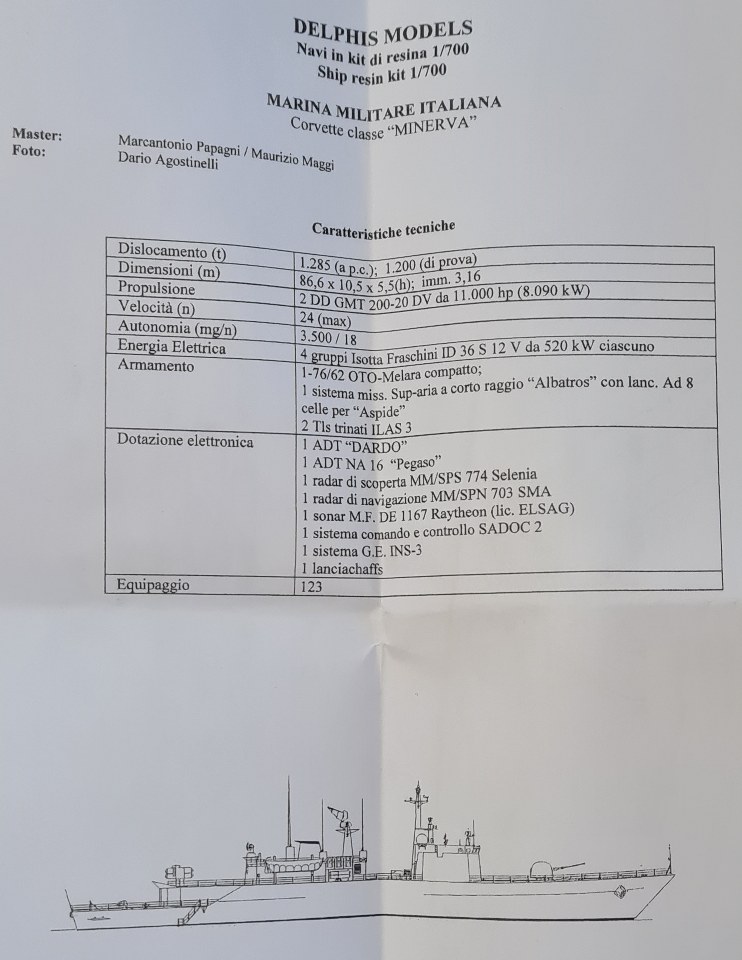 DELPHIS MODELS
Navi in kit di resina 1/700
Ship resin kit 1/700
MARINA MILITARE ITALIANA
Corvette classe “MINERVA”
Master: Marcantonio Papagni / Maurizio Maggi
Foto: Dario Agostinelli
Caratteristiche tecniche
Dislocamento (t) 1.285 (a p.c.); 1.200 (di prova)
Dimensioni (m) 86,6 x 10,5 x 5,5(h); imm. 3,16
Propulsione 2 DD GMT 200-20 DV da 11.000 hp (8.090 kW)
Velocità (n) 24 (max)
Autonomia (mg/n) 3.500 / 18
Energia Elettrica 4 gruppi Isotta Fraschini ID 36 S 12 V da 520 kW ciascuno
Armamento 1-76/62 OTO-Melara compatto;
1 sistema miss. Sup-aria a corto raggio “Albatros” con lanc. Ad 8
celle per “Aspide”
2 Tls trinati ILAS 3
Dotazione elettronica 1 ADT “DARDO”
1 ADT NA 16 “Pegaso”
1 radar di scoperta MM/SPS 774 Selenia
1 radar di navigazione MM/SPN 703 SMA
1 sonar M.F. DE 1167 Raytheon (lic. ELSAG)
1 sistema comando e controllo SADOC 2
1 sistema G.E. INS-3
1 lanciachaffs
Equipaggio 123